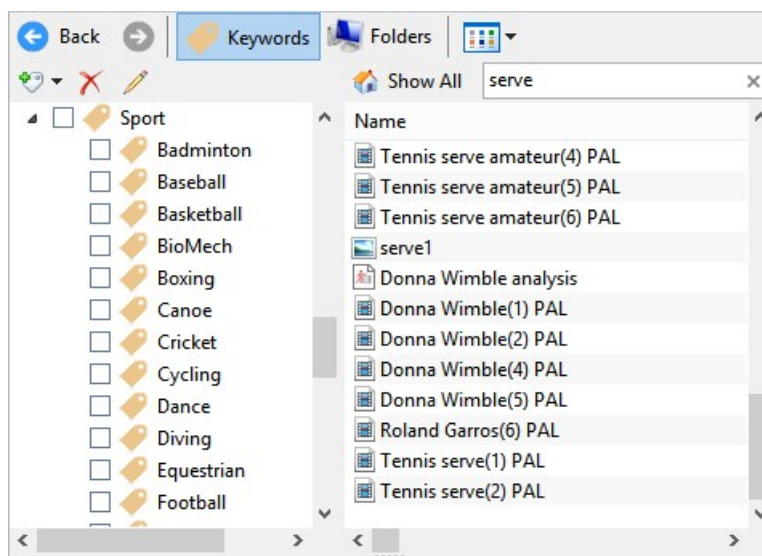 Back
Keywords
Folders
Show All
serve
Sport
Badminton
Baseball
Basketball
BioMech
Boxing
Canoe
Cricket
Cycling
Dance
Diving
Equestrian
Football
Name
Tennis serve amateur(4) PAL
Tennis serve amateur(5) PAL
Tennis serve amateur(6) PAL
serve1
Donna Wimble analysis
Donna Wimble(1) PAL
Donna Wimble(2) PAL
Donna Wimble(4) PAL
Donna Wimble(5) PAL
Roland Garros(6) PAL
Tennis serve(1) PAL
Tennis serve(2) PAL